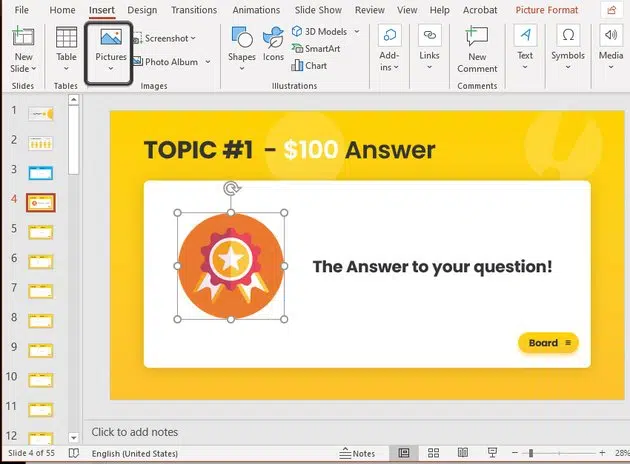 File Home Insert Design Transitions Animations Slide Show Review View Help Acrobat Picture Format
New Slide
Table
Pictures
Screenshot
Photo Album
Shapes
Icons
3D Models
SmartArt
Chart
Add-ins
Links
New Comment
Text
Symbols
Media
Slides Tables Images Illustrations Comments
1
2
3
4
5
6
7
8
9
10
11
12
TOPIC #1 - $100 Answer
The Answer to your question!
Board
Click to add notes
Slide 4 of 55 English (United States) Notes 28%